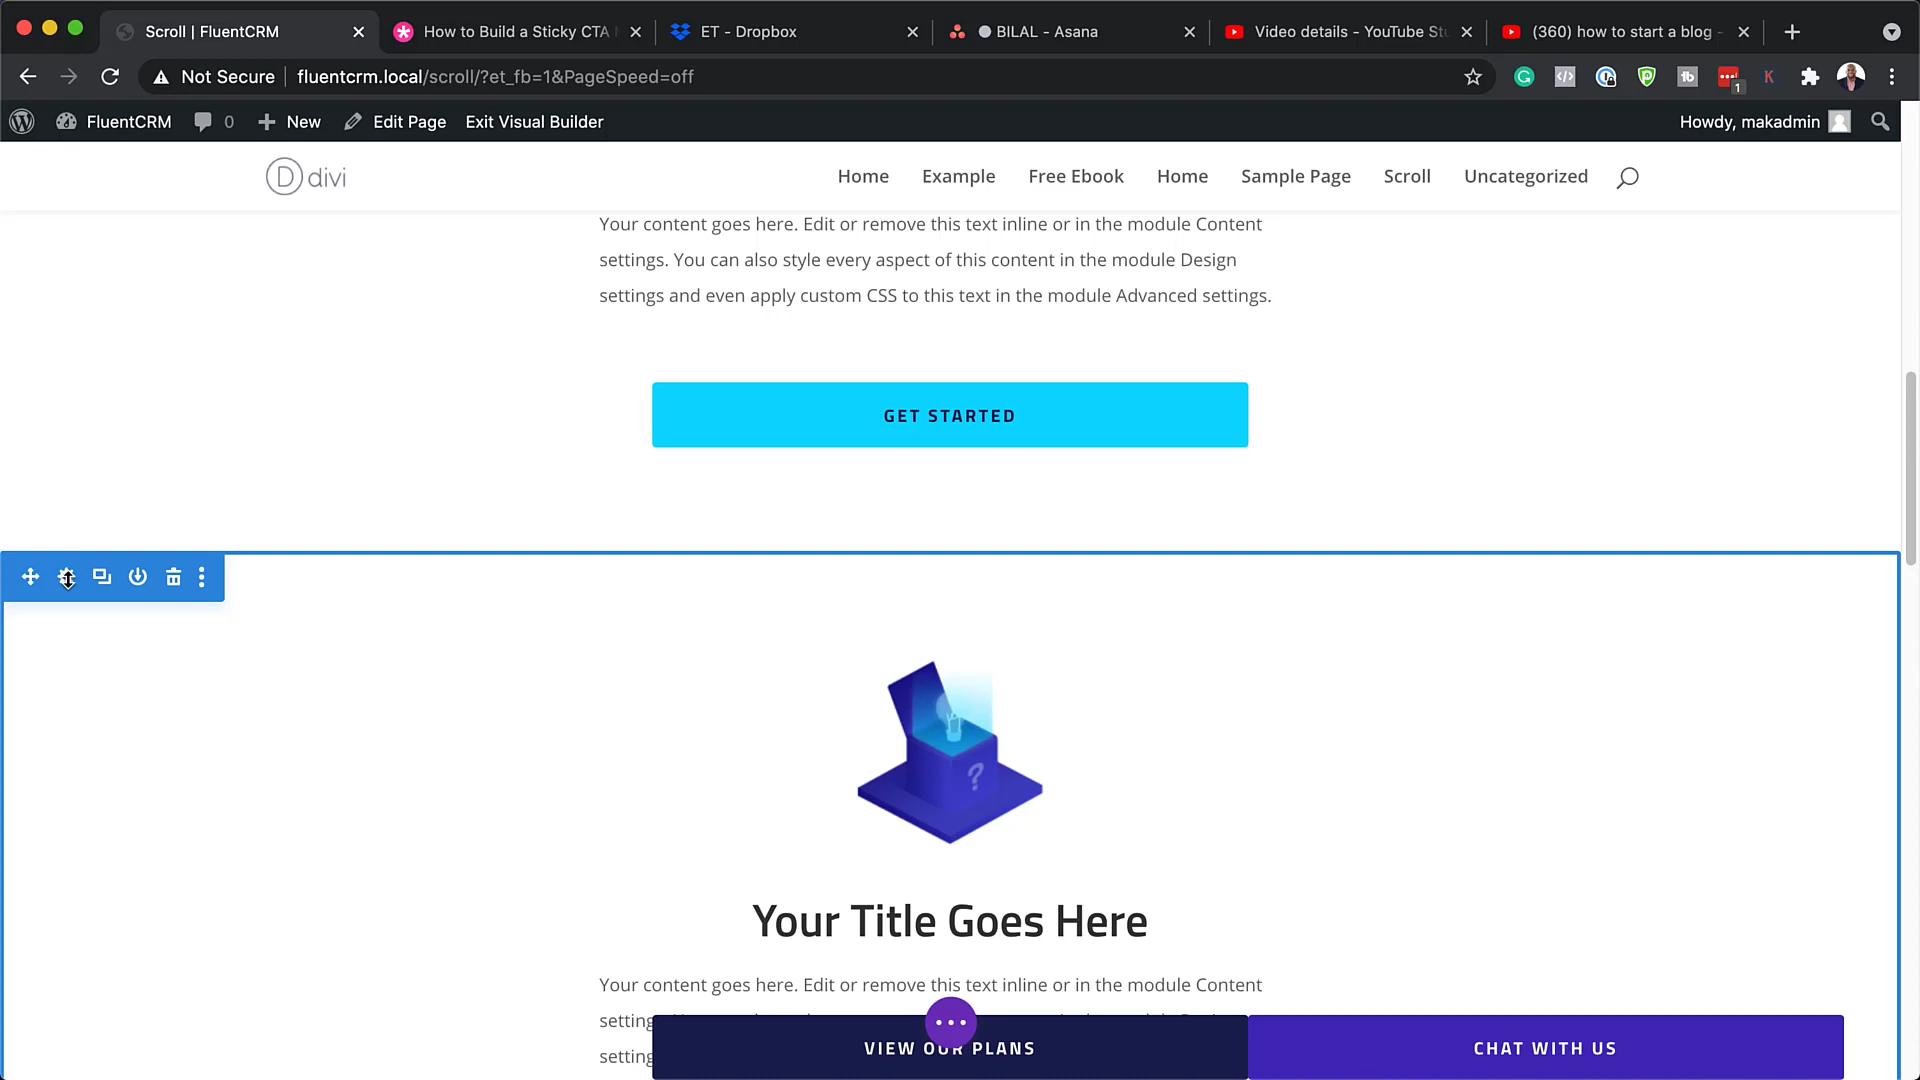 Scroll | FluentCRM
How to Build a Sticky CTA
ET - Dropbox
BILAL - Asana
Video details - YouTube Stu
(360) how to start a blog -
Not Secure
fluentcrm.local/scroll/?et_fb=1&PageSpeed=off
1
FluentCRM
0
New
Edit Page
Exit Visual Builder
Howdy, makadmin
D divi
Home
Example
Free Ebook
Home
Sample Page
Scroll
Uncategorized
Your content goes here. Edit or remove this text inline or in the module Content
settings. You can also style every aspect of this content in the module Design
settings and even apply custom CSS to this text in the module Advanced settings.
GET STARTED
?
Your Title Goes Here
Your content goes here. Edit or remove this text inline or in the module Content
VIEW OUR PLANS
CHAT WITH US